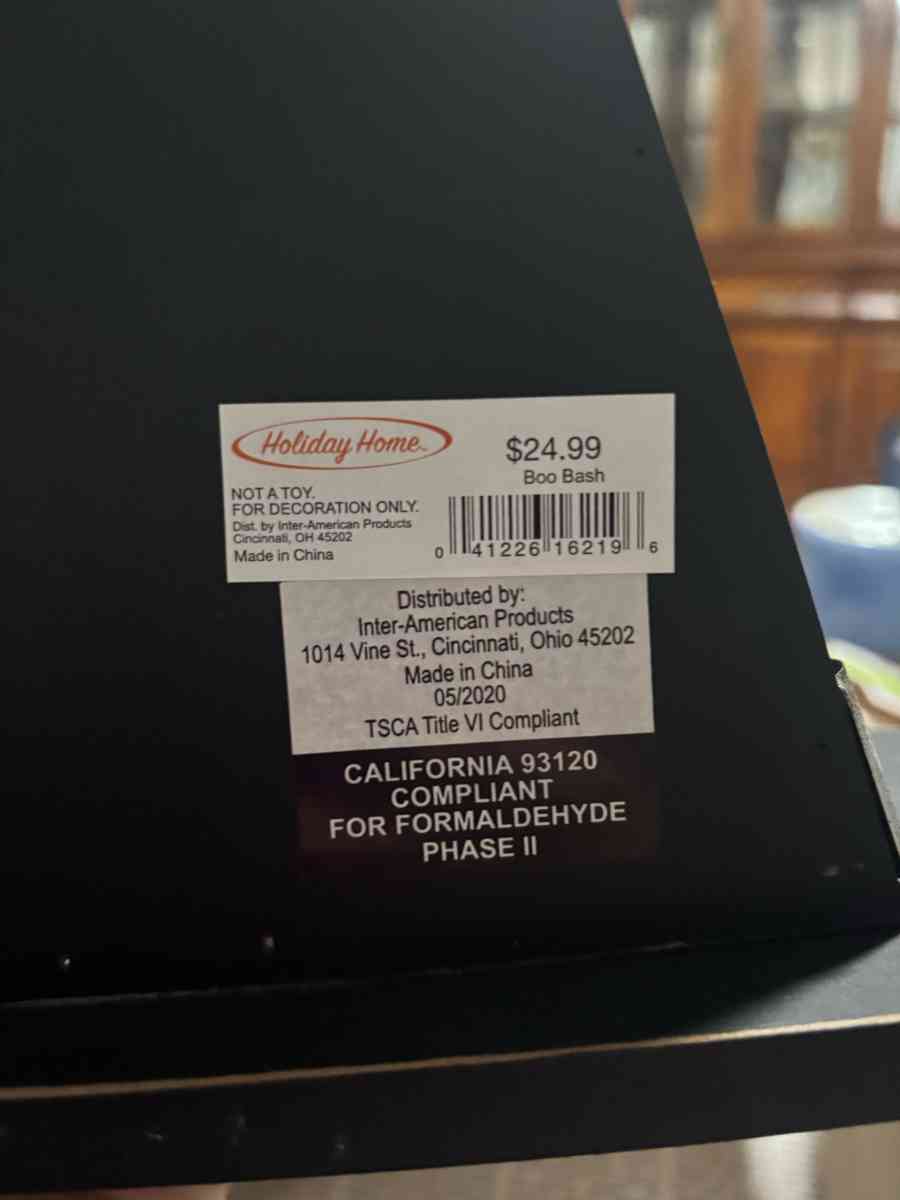 Holiday Home™
$24.99
Boo Bash
NOT A TOY.
FOR DECORATION ONLY.
Dist. by Inter-American Products
Cincinnati, OH 45202
Made in China
0 41226 16219 6
Distributed by:
Inter-American Products
1014 Vine St., Cincinnati, Ohio 45202
Made in China
05/2020
TSCA Title VI Compliant
CALIFORNIA 93120
COMPLIANT
FOR FORMALDEHYDE
PHASE II